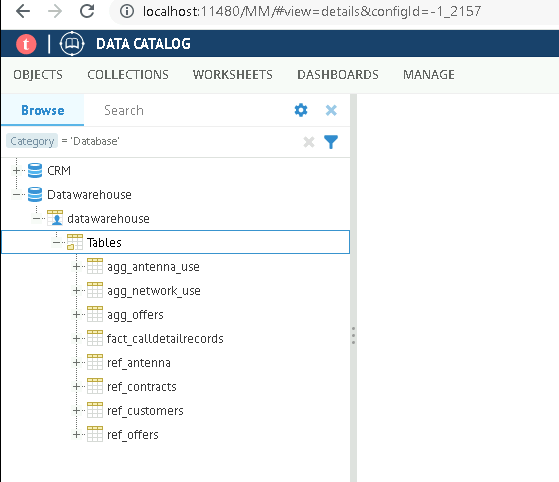 localhost:11480/MM/#view=details&configId=-1_2157
t DATA CATALOG
OBJECTS COLLECTIONS WORKSHEETS DASHBOARDS MANAGE
Browse Search
Category = 'Database'
CRM
Datawarehouse
datawarehouse
Tables
agg_antenna_use
agg_network_use
agg_offers
fact_calldetailrecords
ref_antenna
ref_contracts
ref_customers
ref_offers